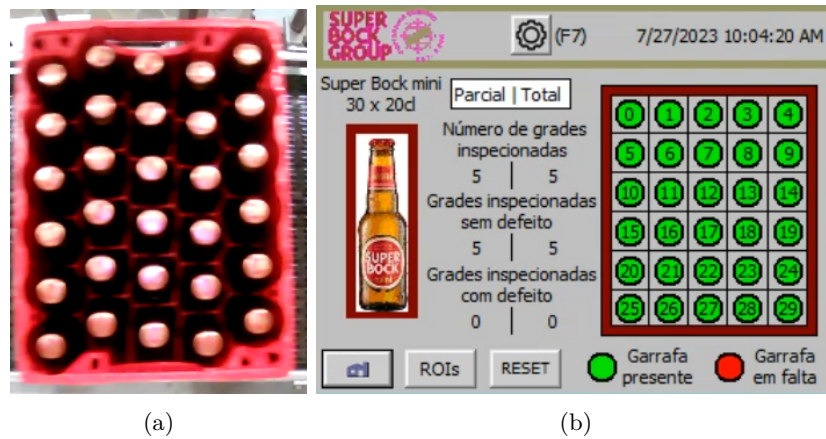 SUPER
BOCK
GROUP
(F7)
7/27/2023 10:04:20 AM
Super Bock mini
30 x 20cl
Parcial | Total
Número de grades
inspecionadas
5 | 5
Grades inspecionadas
sem defeito
5 | 5
Grades inspecionadas
com defeito
0 | 0
SUPER
BOCK
0 1 2 3 4
5 6 7 8 9
10 11 12 13 14
15 16 17 18 19
20 21 22 23 24
25 26 27 28 29
ROIs
RESET
Garrafa
presente
Garrafa
em falta
(a)
(b)